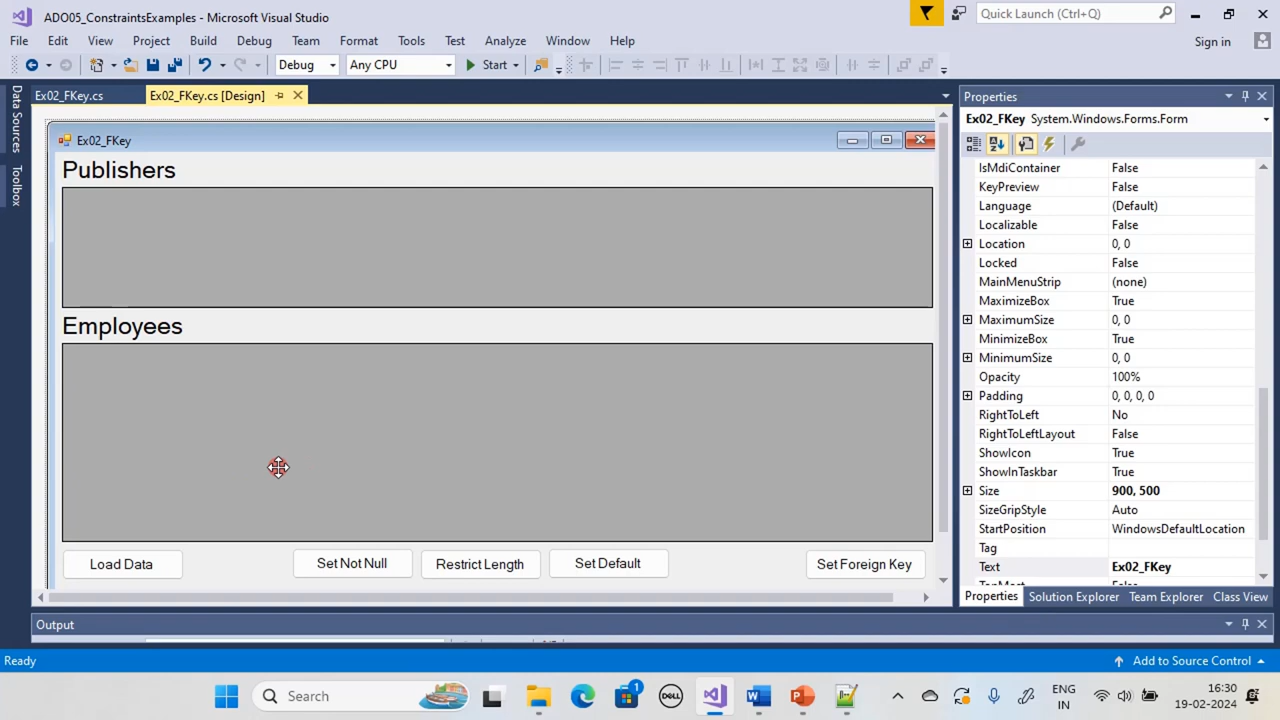 ADO05_ConstraintsExamples - Microsoft Visual Studio
Quick Launch (Ctrl+Q)
File Edit View Project Build Debug Team Format Tools Test Analyze Window Help
Sign in
Debug Any CPU Start
Data Sources
Toolbox
Ex02_FKey.cs Ex02_FKey.cs [Design]
Ex02_FKey
Publishers
Employees
Load Data Set Not Null Restrict Length Set Default Set Foreign Key
Properties
Ex02_FKey System.Windows.Forms.Form
IsMdiContainer False
KeyPreview False
Language (Default)
Localizable False
Location 0, 0
Locked False
MainMenuStrip (none)
MaximizeBox True
MaximumSize 0, 0
MinimizeBox True
MinimumSize 0, 0
Opacity 100%
Padding 0, 0, 0, 0
RightToLeft No
RightToLeftLayout False
ShowIcon True
ShowInTaskbar True
Size 900, 500
SizeGripStyle Auto
StartPosition WindowsDefaultLocation
Tag
Text Ex02_FKey
Properties Solution Explorer Team Explorer Class View
Output
Ready
Add to Source Control
Search
DELL
1
ENG
IN
16:30
19-02-2024